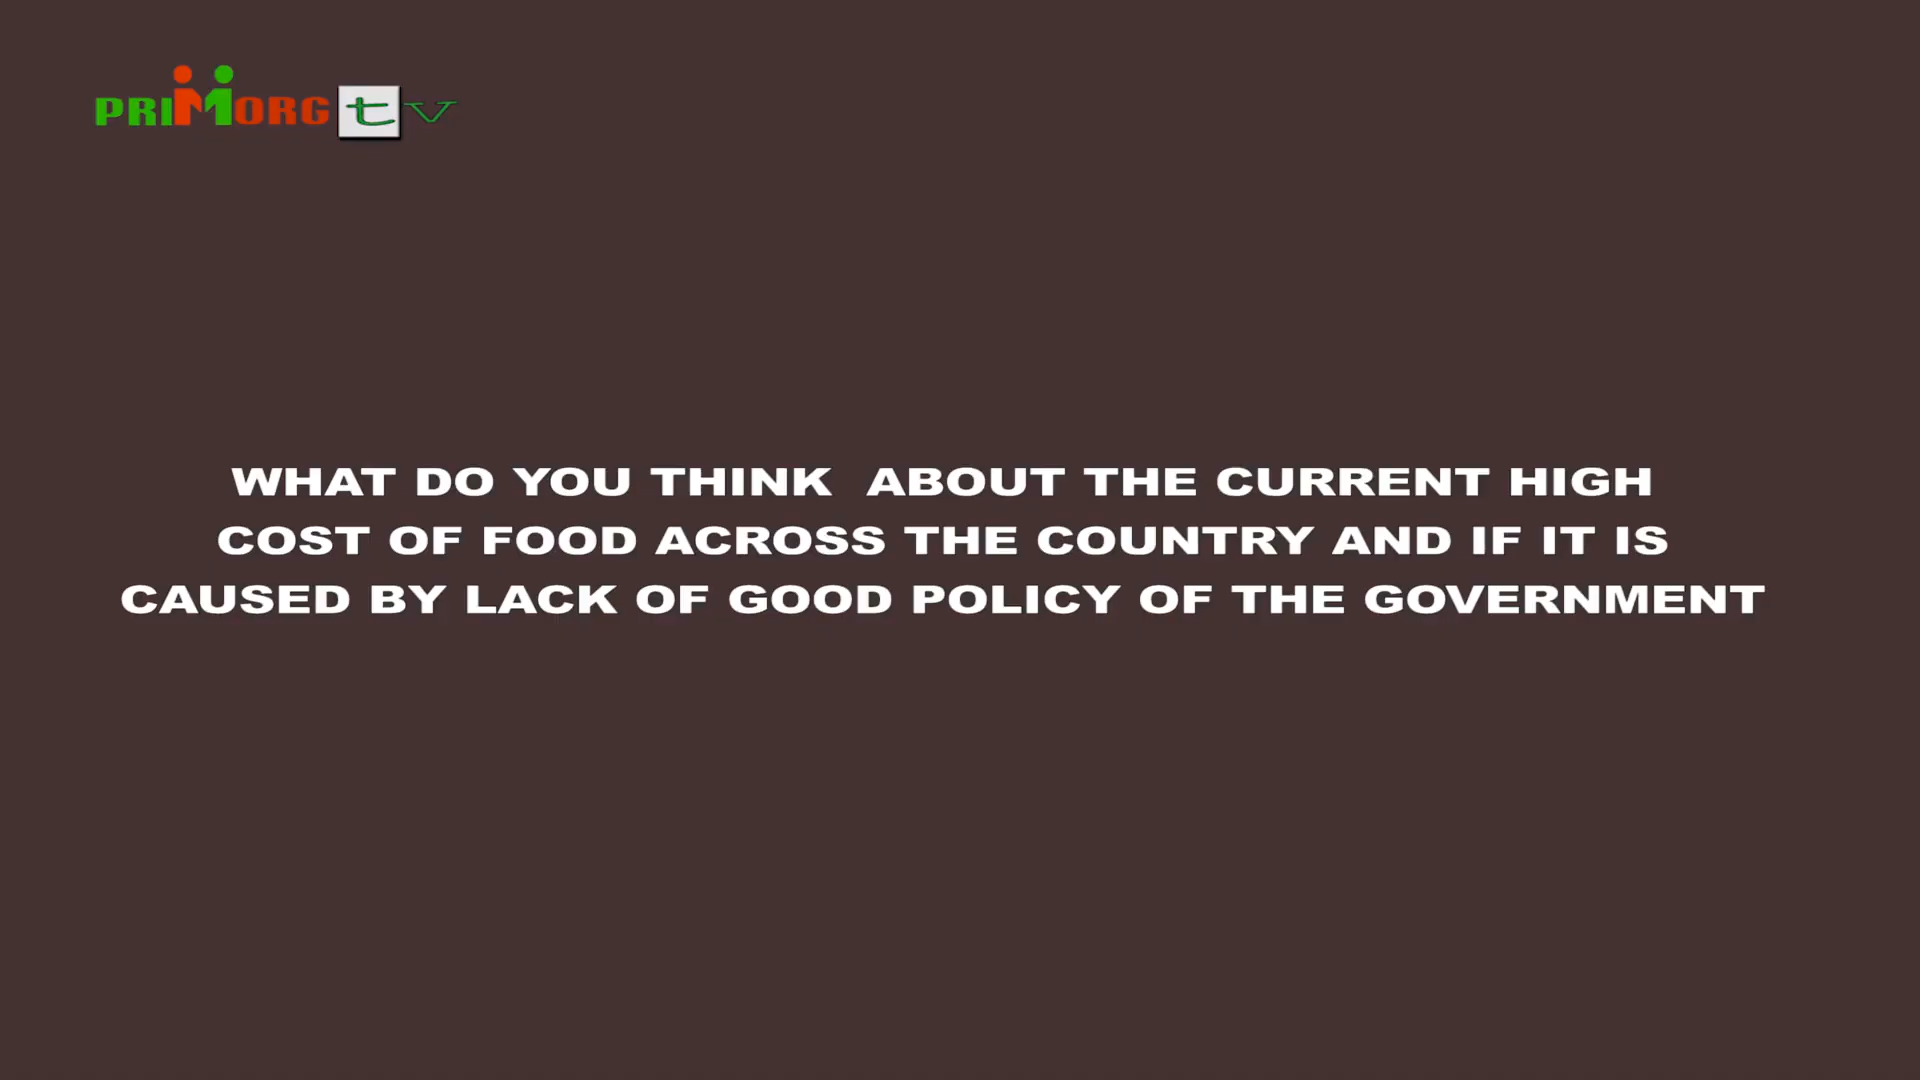 PRIMORG tv
WHAT DO YOU THINK  ABOUT THE CURRENT HIGH
COST OF FOOD ACROSS THE COUNTRY AND IF IT IS
CAUSED BY LACK OF GOOD POLICY OF THE GOVERNMENT